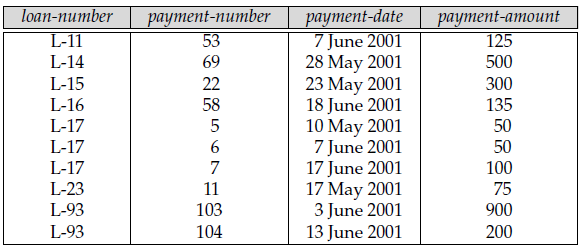 loan-number payment-number payment-date payment-amount
L-11 53 7 June 2001 125
L-14 69 28 May 2001 500
L-15 22 23 May 2001 300
L-16 58 18 June 2001 135
L-17 5 10 May 2001 50
L-17 6 7 June 2001 50
L-17 7 17 June 2001 100
L-23 11 17 May 2001 75
L-93 103 3 June 2001 900
L-93 104 13 June 2001 200